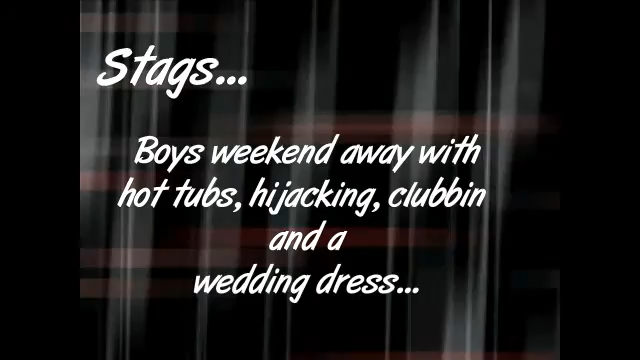 Stags...
Boys weekend away with
hot tubs, hijacking, clubbin
and a
wedding dress...